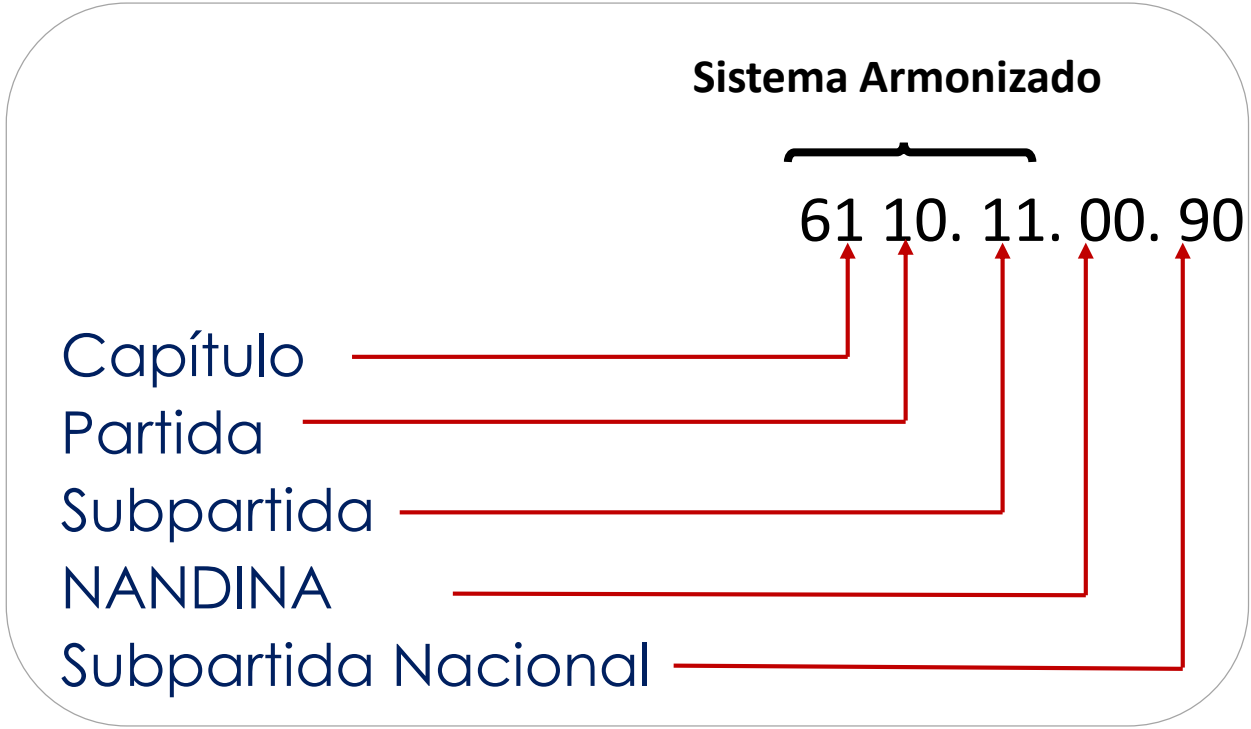 Sistema Armonizado
61 10. 11. 00. 90
Capítulo
Partida
Subpartida
NANDINA
Subpartida Nacional